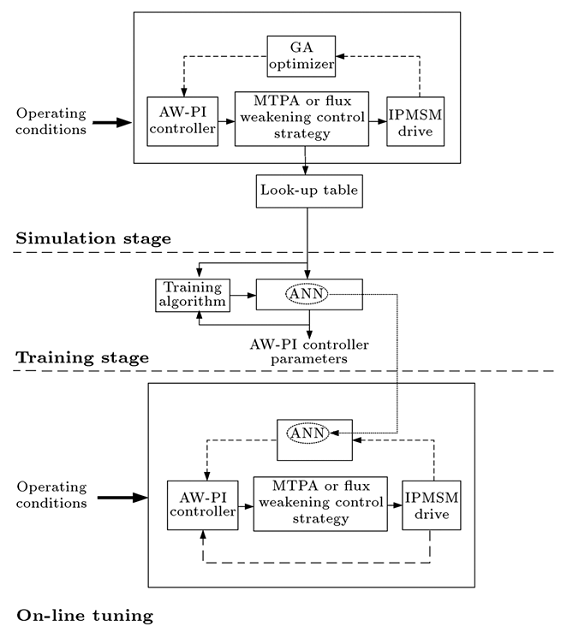 GA
optimizer
Operating
conditions
AW-PI
controller
MTPA or flux
weakening control
strategy
IPMSM
drive
Look-up table
Simulation stage
Training
algorithm
ANN
AW-PI controller
parameters
Training stage
ANN
Operating
conditions
AW-PI
controller
MTPA or flux
weakening control
strategy
IPMSM
drive
On-line tuning